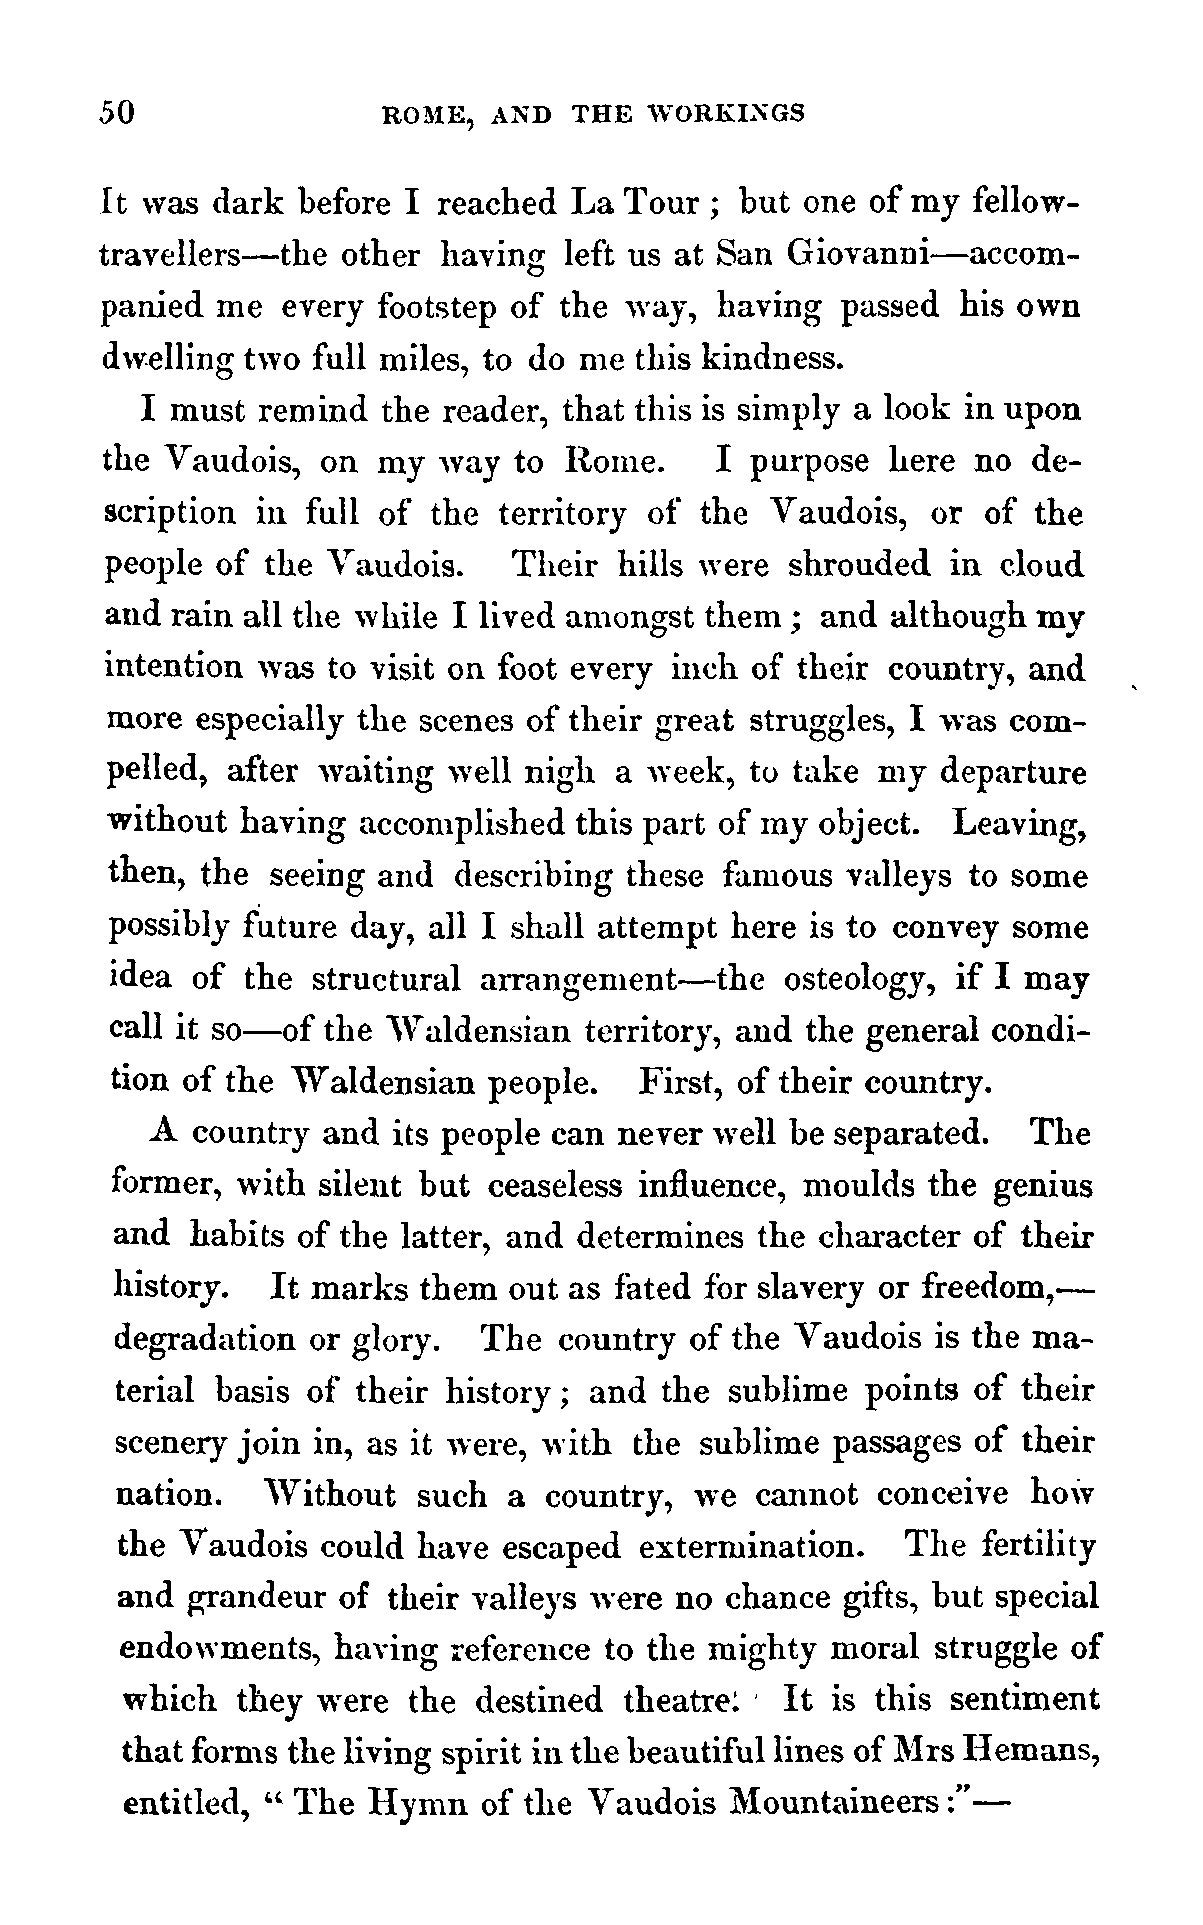 50 ROME, AND THE WORKINGS
It was dark before I reached La Tour; but one of my fellow-
travellers—the other having left us at San Giovanni—accom-
panied me every footstep of the way, having passed his own
dwelling two full miles, to do me this kindness.
I must remind the reader, that this is simply a look in upon
the Vaudois, on my way to Rome. I purpose here no de-
scription in full of the territory of the Vaudois, or of the
people of the Vaudois. Their hills were shrouded in cloud
and rain all the while I lived amongst them; and although my
intention was to visit on foot every inch of their country, and
more especially the scenes of their great struggles, I was com-
pelled, after waiting well nigh a week, to take my departure
without having accomplished this part of my object. Leaving,
then, the seeing and describing these famous valleys to some
possibly future day, all I shall attempt here is to convey some
idea of the structural arrangement—the osteology, if I may
call it so—of the Waldensian territory, and the general condi-
tion of the Waldensian people. First, of their country.
A country and its people can never well be separated. The
former, with silent but ceaseless influence, moulds the genius
and habits of the latter, and determines the character of their
history. It marks them out as fated for slavery or freedom,—
degradation or glory. The country of the Vaudois is the ma-
terial basis of their history; and the sublime points of their
scenery join in, as it were, with the sublime passages of their
nation. Without such a country, we cannot conceive how
the Vaudois could have escaped extermination. The fertility
and grandeur of their valleys were no chance gifts, but special
endowments, having reference to the mighty moral struggle of
which they were the destined theatre. It is this sentiment
that forms the living spirit in the beautiful lines of Mrs Hemans,
entitled, “The Hymn of the Vaudois Mountaineers:”—